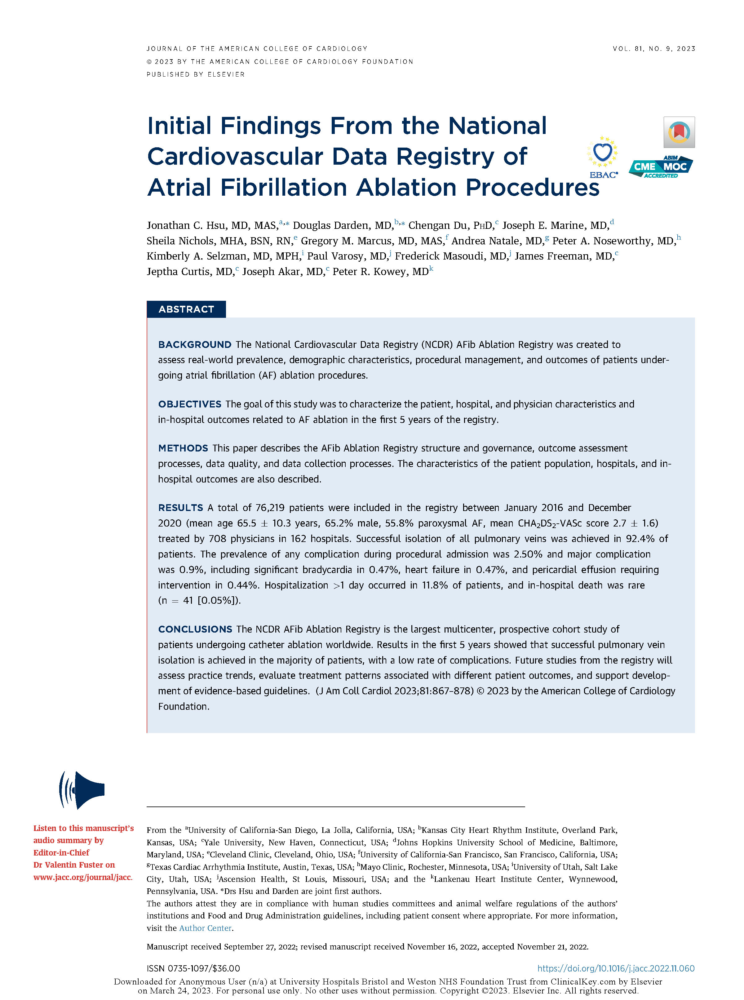 JOURNAL OF THE AMERICAN COLLEGE OF CARDIOLOGY
VOL. 81, NO. 9, 2023
© 2023 BY THE AMERICAN COLLEGE OF CARDIOLOGY FOUNDATION
PUBLISHED BY ELSEVIER
Initial Findings From the National
Cardiovascular Data Registry of
Atrial Fibrillation Ablation Procedures
EBAC®
ABIM
CME MOC
ACCREDITED
Jonathan C. Hsu, MD, MAS,a,* Douglas Darden, MD,b,* Chengan Du, PHD,c Joseph E. Marine, MD,d
Sheila Nichols, MHA, BSN, RN,e Gregory M. Marcus, MD, MAS,f Andrea Natale, MD,g Peter A. Noseworthy, MD,h
Kimberly A. Selzman, MD, MPH,i Paul Varosy, MD,j Frederick Masoudi, MD,j James Freeman, MD,c
Jeptha Curtis, MD,c Joseph Akar, MD,c Peter R. Kowey, MDk
ABSTRACT
BACKGROUND The National Cardiovascular Data Registry (NCDR) AFib Ablation Registry was created to
assess real-world prevalence, demographic characteristics, procedural management, and outcomes of patients under-
going atrial fibrillation (AF) ablation procedures.
OBJECTIVES The goal of this study was to characterize the patient, hospital, and physician characteristics and
in-hospital outcomes related to AF ablation in the first 5 years of the registry.
METHODS This paper describes the AFib Ablation Registry structure and governance, outcome assessment
processes, data quality, and data collection processes. The characteristics of the patient population, hospitals, and in-
hospital outcomes are also described.
RESULTS A total of 76,219 patients were included in the registry between January 2016 and December
2020 (mean age 65.5 ± 10.3 years, 65.2% male, 55.8% paroxysmal AF, mean CHA₂DS₂-VASc score 2.7 ± 1.6)
treated by 708 physicians in 162 hospitals. Successful isolation of all pulmonary veins was achieved in 92.4% of
patients. The prevalence of any complication during procedural admission was 2.50% and major complication
was 0.9%, including significant bradycardia in 0.47%, heart failure in 0.47%, and pericardial effusion requiring
intervention in 0.44%. Hospitalization >1 day occurred in 11.8% of patients, and in-hospital death was rare
(n = 41 [0.05%]).
CONCLUSIONS The NCDR AFib Ablation Registry is the largest multicenter, prospective cohort study of
patients undergoing catheter ablation worldwide. Results in the first 5 years showed that successful pulmonary vein
isolation is achieved in the majority of patients, with a low rate of complications. Future studies from the registry will
assess practice trends, evaluate treatment patterns associated with different patient outcomes, and support develop-
ment of evidence-based guidelines. (J Am Coll Cardiol 2023;81:867–878) © 2023 by the American College of Cardiology
Foundation.
Listen to this manuscript's
audio summary by
Editor-in-Chief
Dr Valentin Fuster on
www.jacc.org/journal/jacc.
From the aUniversity of California-San Diego, La Jolla, California, USA; bKansas City Heart Rhythm Institute, Overland Park,
Kansas, USA; cYale University, New Haven, Connecticut, USA; dJohns Hopkins University School of Medicine, Baltimore,
Maryland, USA; eCleveland Clinic, Cleveland, Ohio, USA; fUniversity of California-San Francisco, San Francisco, California, USA;
gTexas Cardiac Arrhythmia Institute, Austin, Texas, USA; hMayo Clinic, Rochester, Minnesota, USA; iUniversity of Utah, Salt Lake
City, Utah, USA; jAscension Health, St Louis, Missouri, USA; and the kLankenau Heart Institute Center, Wynnewood,
Pennsylvania, USA. *Drs Hsu and Darden are joint first authors.
The authors attest they are in compliance with human studies committees and animal welfare regulations of the authors'
institutions and Food and Drug Administration guidelines, including patient consent where appropriate. For more information,
visit the Author Center.
Manuscript received September 27, 2022; revised manuscript received November 16, 2022, accepted November 21, 2022.
ISSN 0735-1097/$36.00
https://doi.org/10.1016/j.jacc.2022.11.060
Downloaded for Anonymous User (n/a) at University Hospitals Bristol and Weston NHS Foundation Trust from ClinicalKey.com by Elsevier
on March 24, 2023. For personal use only. No other uses without permission. Copyright ©2023. Elsevier Inc. All rights reserved.